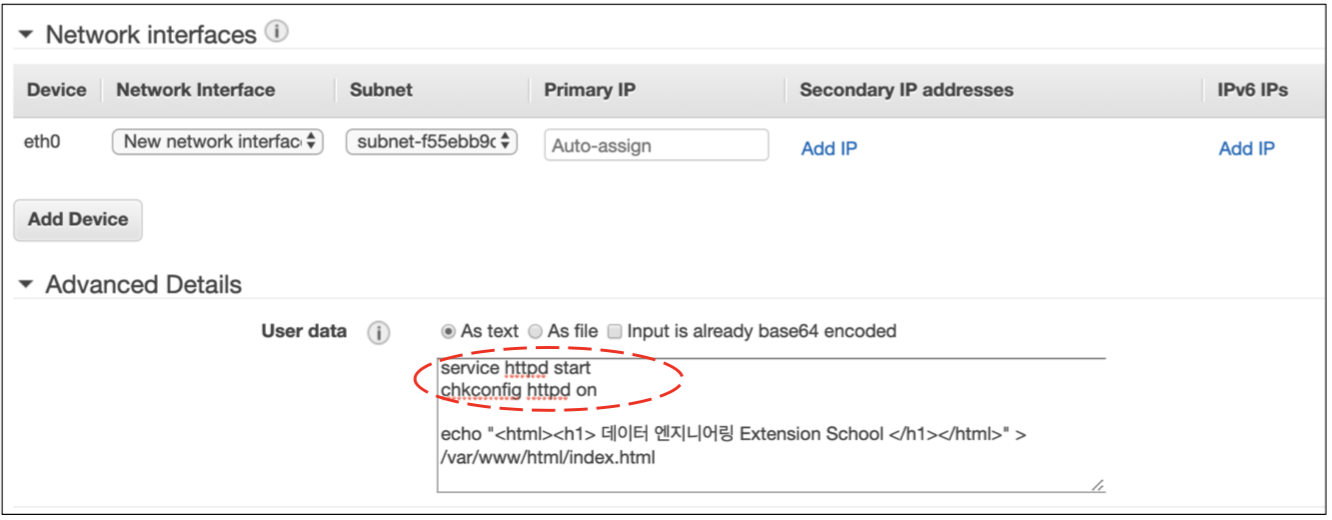 Network interfaces i
Device Network Interface Subnet Primary IP Secondary IP addresses IPv6 IPs
eth0 New network interfac subnet-f55ebb9c Auto-assign Add IP Add IP
Add Device
Advanced Details
User data i As text As file Input is already base64 encoded
service httpd start
chkconfig httpd on
echo "<html><h1> 데이터 엔지니어링 Extension School </h1></html>" >
/var/www/html/index.html